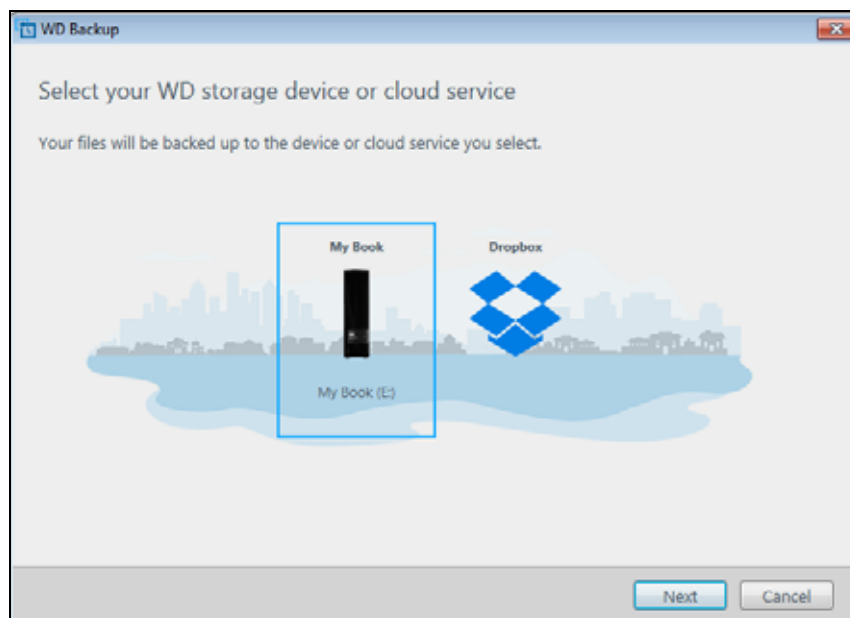 WD Backup
Select your WD storage device or cloud service
Your files will be backed up to the device or cloud service you select.
My Book
Dropbox
My Book (E:)
Next
Cancel